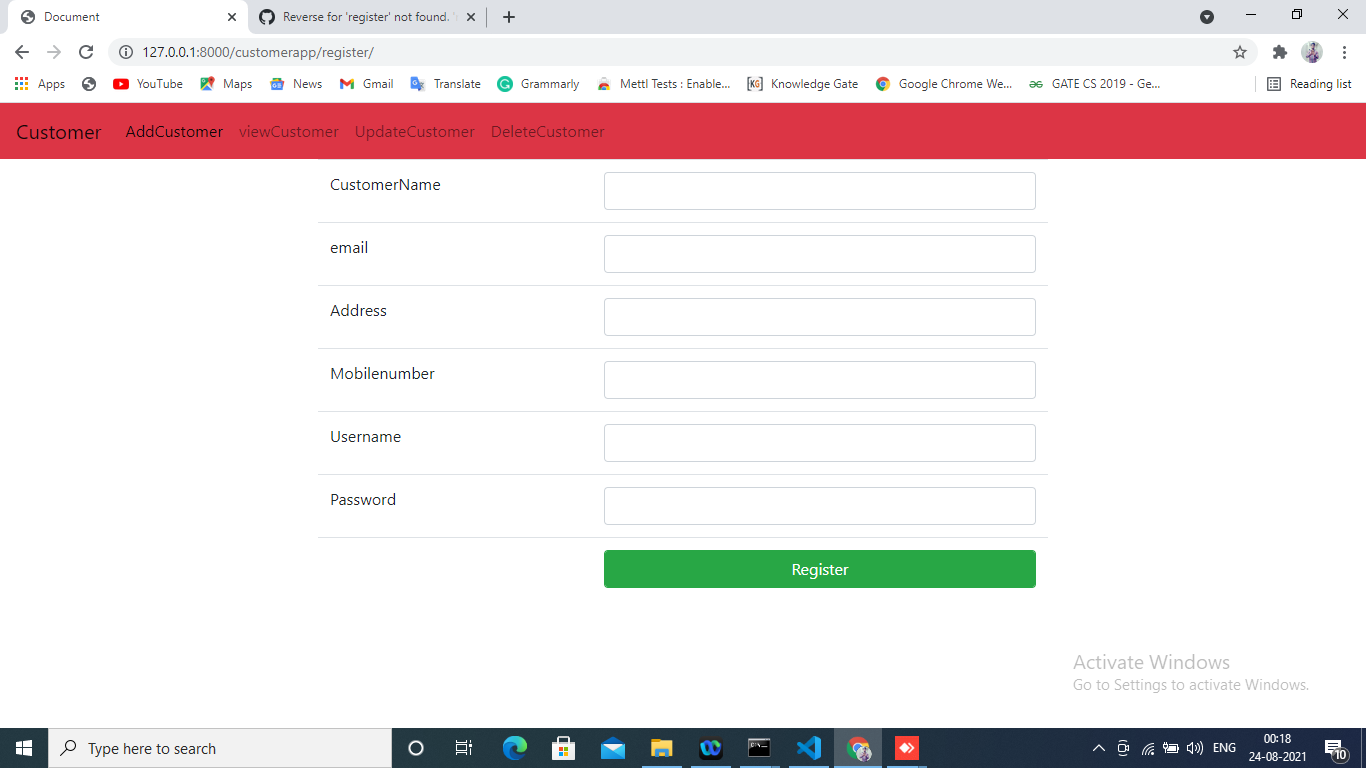 Document
Reverse for 'register' not found. '
127.0.0.1:8000/customerapp/register/
Apps YouTube Maps News Gmail Translate Grammarly Mettl Tests : Enable... KG Knowledge Gate Google Chrome We... GATE CS 2019 - Ge... Reading list
Customer AddCustomer viewCustomer UpdateCustomer DeleteCustomer
CustomerName
email
Address
Mobilenumber
Username
Password
Register
Activate Windows
Go to Settings to activate Windows.
Type here to search
ENG
00:18
24-08-2021
10